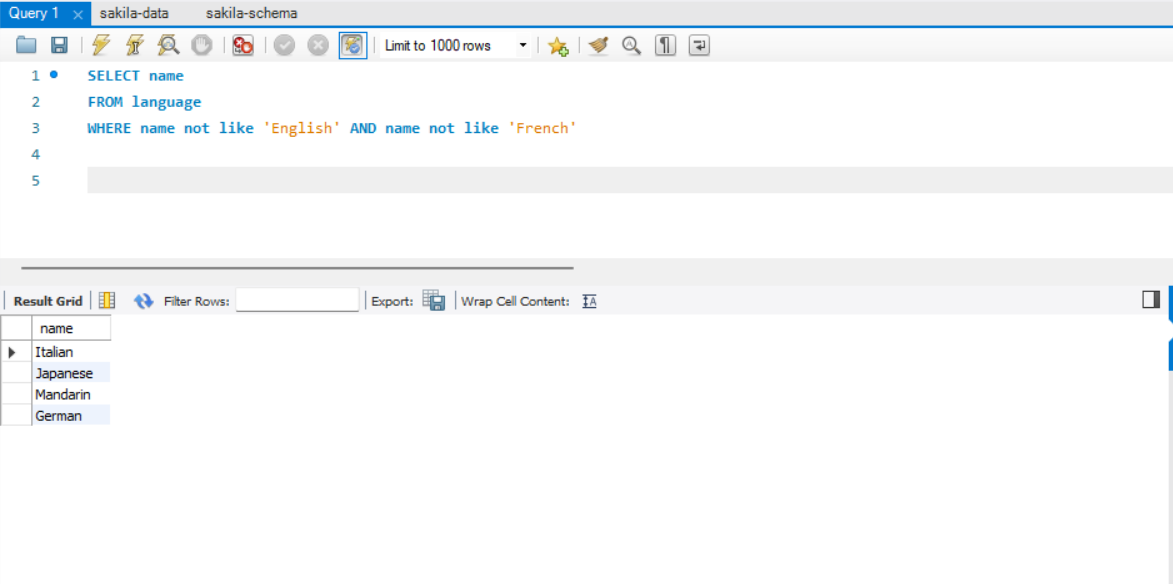 Query 1 sakila-data sakila-schema
Limit to 1000 rows
1 SELECT name
2 FROM language
3 WHERE name not like 'English' AND name not like 'French'
4
5
Result Grid Filter Rows: Export: Wrap Cell Content:
name
Italian
Japanese
Mandarin
German